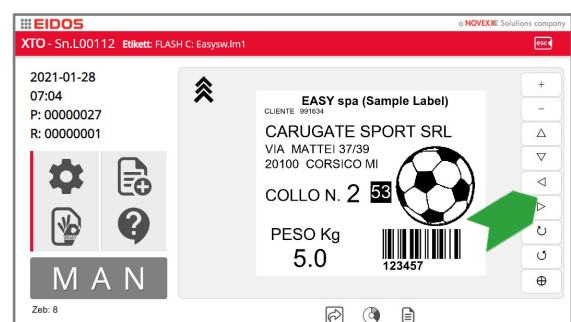 EIDOS
a NOVEXX Solutions company
XTO - Sn.L00112 Etikett: FLASH C: Easysw.lm1
esc
2021-01-28
07:04
P: 00000027
R: 00000001
MAN
Zeb: 8
EASY spa (Sample Label)
CLIENTE 991634
CARUGATE SPORT SRL
VIA MATTEI 37/39
20100 CORSICO MI
COLLO N. 2 53
PESO Kg
5.0
123457